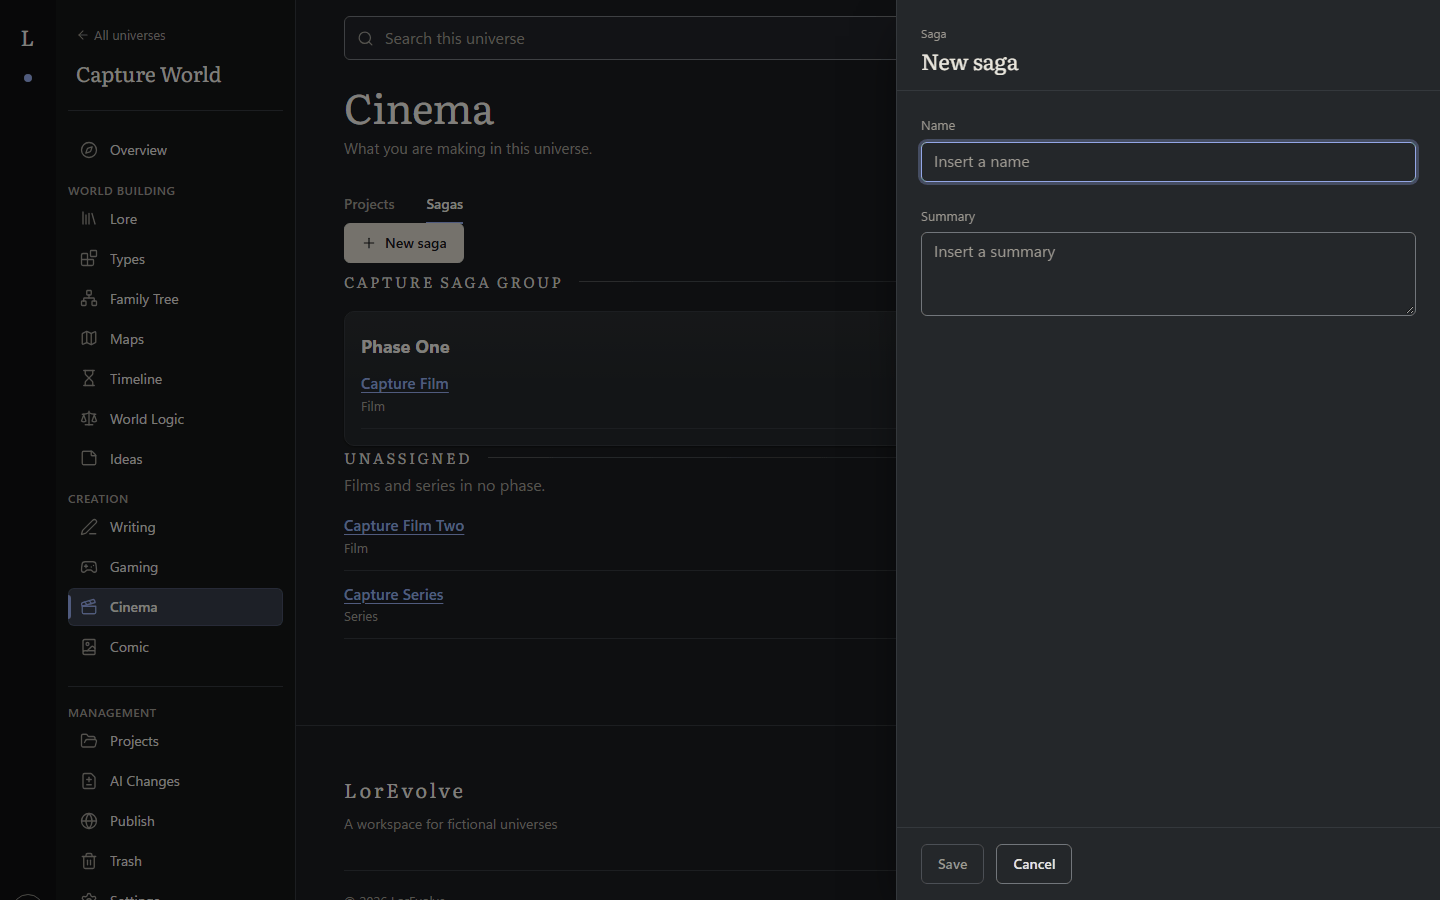 L
All universes
Capture World
Overview
WORLD BUILDING
Lore
Types
Family Tree
Maps
Timeline
World Logic
Ideas
CREATION
Writing
Gaming
Cinema
Comic
MANAGEMENT
Projects
AI Changes
Publish
Trash
Settings
Search this universe
Cinema
What you are making in this universe.
Projects Sagas
New saga
CAPTURE SAGA GROUP
Phase One
Capture Film
Film
UNASSIGNED
Films and series in no phase.
Capture Film Two
Film
Capture Series
Series
LorEvolve
A workspace for fictional universes
© 2026 LorEvolve
Saga
New saga
Name
Insert a name
Summary
Insert a summary
Save Cancel